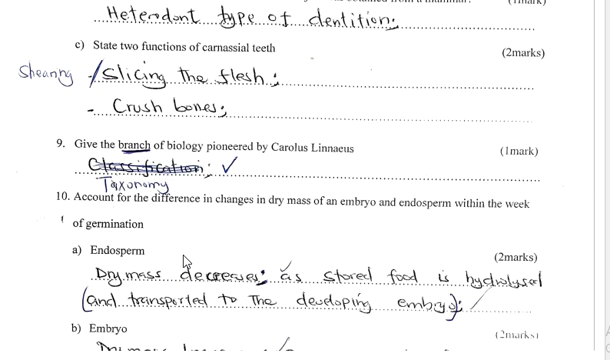 Heterodont type of dentition;
c) State two functions of carnassial teeth (2marks)
Shearing / Slicing the flesh;
- Crush bones;
9. Give the branch of biology pioneered by Carolus Linnaeus (1mark)
Classification; ✓
Taxonomy
10. Account for the difference in changes in dry mass of an embryo and endosperm within the week
of germination
a) Endosperm (2marks)
Dry mass decreases; as stored food is hydrolysed
(and transported to the developing embryo);
b) Embryo (2marks)
Dry mass